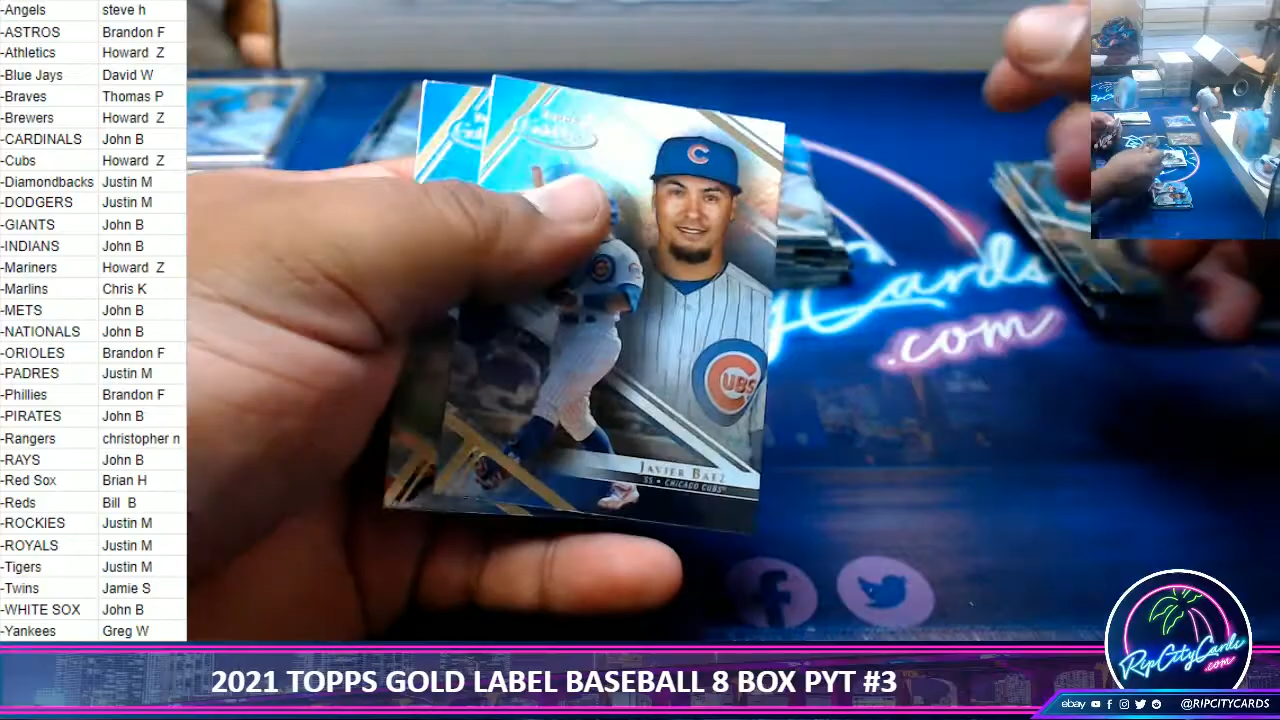 -Angels steve h
-ASTROS Brandon F
-Athletics Howard Z
-Blue Jays David W
-Braves Thomas P
-Brewers Howard Z
-CARDINALS John B
-Cubs Howard Z
-Diamondbacks Justin M
-DODGERS Justin M
-GIANTS John B
-INDIANS John B
-Mariners Howard Z
-Marlins Chris K
-METS John B
-NATIONALS John B
-ORIOLES Brandon F
-PADRES Justin M
-Phillies Brandon F
-PIRATES John B
-Rangers christopher n
-RAYS John B
-Red Sox Brian H
-Reds Bill B
-ROCKIES Justin M
-ROYALS Justin M
-Tigers Justin M
-Twins Jamie S
-WHITE SOX John B
-Yankees Greg W
C
CUBS
JAVIER BAEZ
SS • CHICAGO CUBS
Cards
.com
RipCityCards
.com
2021 TOPPS GOLD LABEL BASEBALL 8 BOX PYT #3
ebay @RIPCITYCARDS